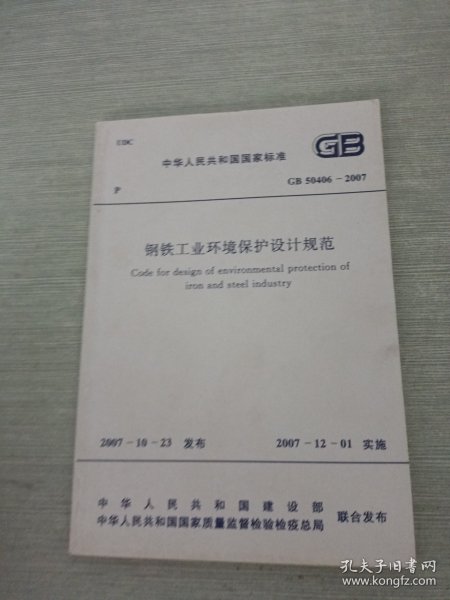 UDC
中华人民共和国国家标准
GB
P
GB 50406－2007
钢铁工业环境保护设计规范
Code for design of environmental protection of
iron and steel industry
2007－10－23 发布
2007－12－01 实施
中华人民共和国建设部
中华人民共和国国家质量监督检验检疫总局
联合发布
孔夫子旧书网
www.kongfz.com